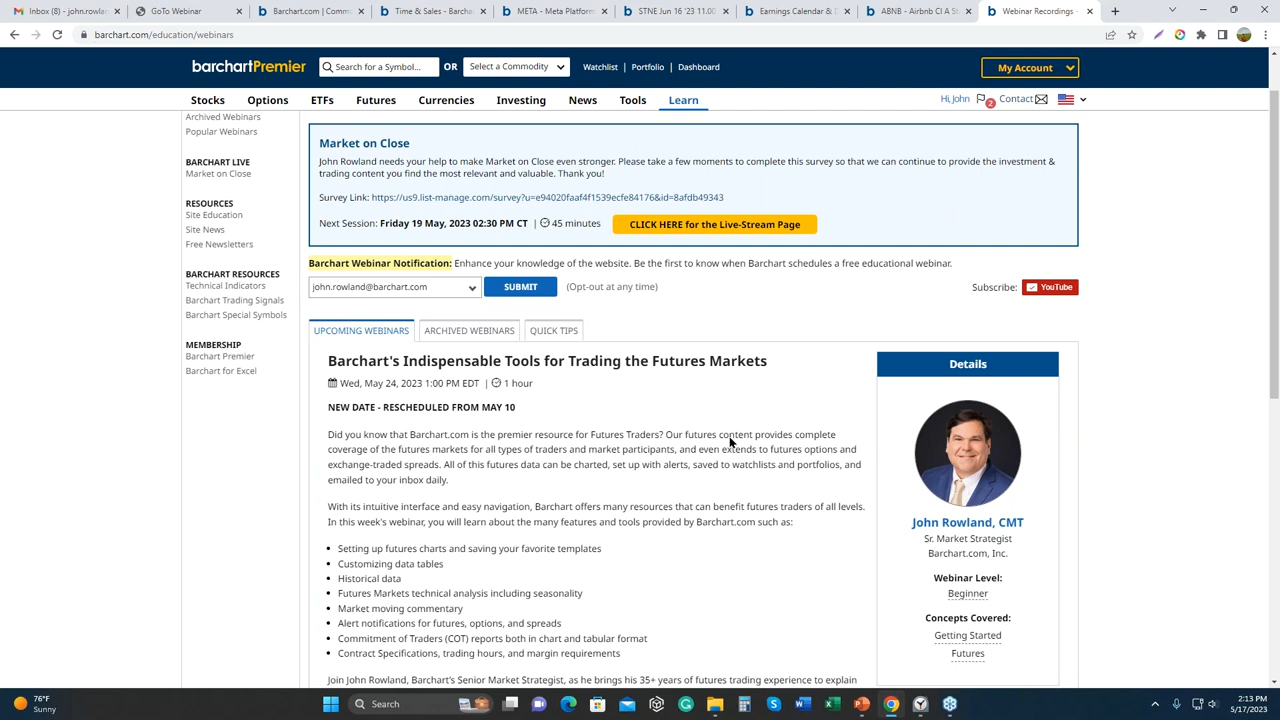 Inbox (8) - john.rowlan
GoTo Webinar
Barchart.com | Comm
Time & Sales - Barcha
META - Meta Platform
STNE Jun 16 '23 11.00
Earnings Calendar & D
ABNB - Airbnb Cl A St
Webinar Recordings -
barchart.com/education/webinars
barchartPremier
Search for a Symbol...
OR
Select a Commodity
Watchlist | Portfolio | Dashboard
My Account
Stocks
Options
ETFs
Futures
Currencies
Investing
News
Tools
Learn
Hi, John
2
Contact
Archived Webinars
Popular Webinars
BARCHART LIVE
Market on Close
RESOURCES
Site Education
Site News
Free Newsletters
BARCHART RESOURCES
Technical Indicators
Barchart Trading Signals
Barchart Special Symbols
MEMBERSHIP
Barchart Premier
Barchart for Excel
Market on Close
John Rowland needs your help to make Market on Close even stronger. Please take a few moments to complete this survey so that we can continue to provide the investment &
trading content you find the most relevant and valuable. Thank you!
Survey Link: https://us9.list-manage.com/survey?u=e94020faaf4f1539ecfe84176&id=8afdb49343
Next Session: Friday 19 May, 2023 02:30 PM CT | 45 minutes
CLICK HERE for the Live-Stream Page
Barchart Webinar Notification: Enhance your knowledge of the website. Be the first to know when Barchart schedules a free educational webinar.
john.rowland@barchart.com
SUBMIT
(Opt-out at any time)
Subscribe:
YouTube
UPCOMING WEBINARS
ARCHIVED WEBINARS
QUICK TIPS
Barchart's Indispensable Tools for Trading the Futures Markets
Wed, May 24, 2023 1:00 PM EDT | 1 hour
NEW DATE - RESCHEDULED FROM MAY 10
Did you know that Barchart.com is the premier resource for Futures Traders? Our futures content provides complete
coverage of the futures markets for all types of traders and market participants, and even extends to futures options and
exchange-traded spreads. All of this futures data can be charted, set up with alerts, saved to watchlists and portfolios, and
emailed to your inbox daily.
With its intuitive interface and easy navigation, Barchart offers many resources that can benefit futures traders of all levels.
In this week's webinar, you will learn about the many features and tools provided by Barchart.com such as:
• Setting up futures charts and saving your favorite templates
• Customizing data tables
• Historical data
• Futures Markets technical analysis including seasonality
• Market moving commentary
• Alert notifications for futures, options, and spreads
• Commitment of Traders (COT) reports both in chart and tabular format
• Contract Specifications, trading hours, and margin requirements
Join John Rowland, Barchart's Senior Market Strategist, as he brings his 35+ years of futures trading experience to explain
Details
John Rowland, CMT
Sr. Market Strategist
Barchart.com, Inc.
Webinar Level:
Beginner
Concepts Covered:
Getting Started
Futures
76°F
Sunny
Search
2:13 PM
5/17/2023